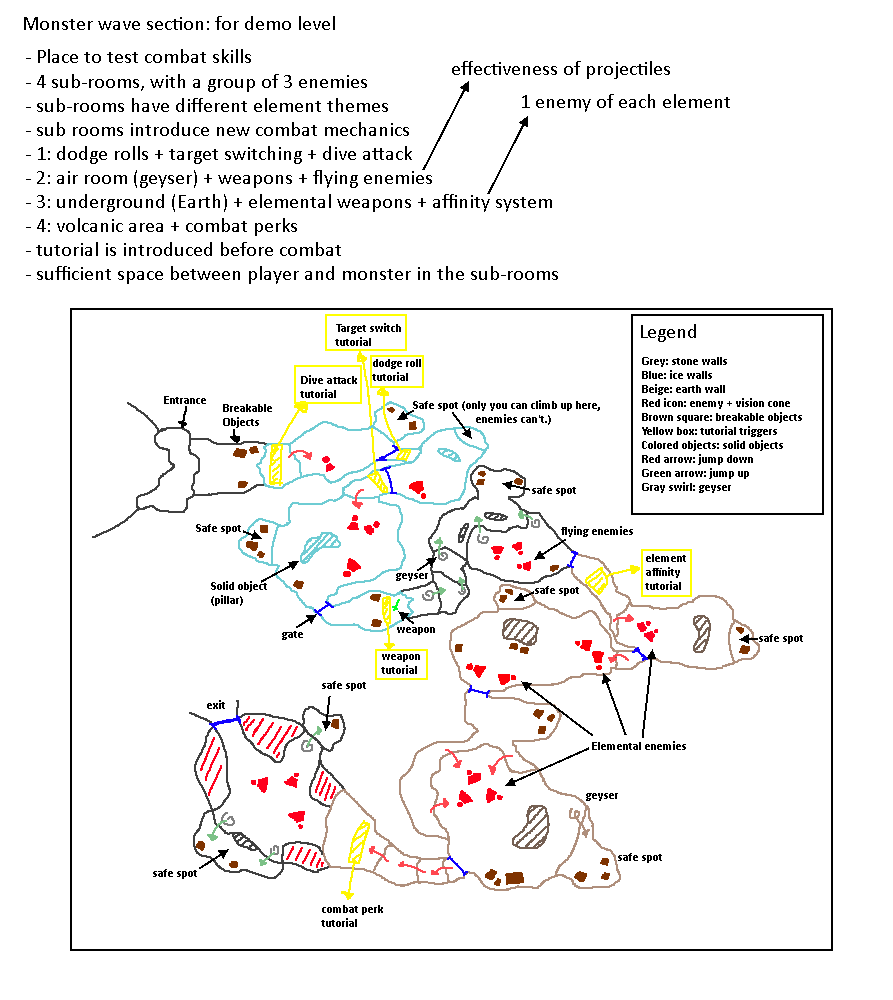 Monster wave section: for demo level
- Place to test combat skills
- 4 sub-rooms, with a group of 3 enemies
- sub-rooms have different element themes
- sub rooms introduce new combat mechanics
- 1: dodge rolls + target switching + dive attack
- 2: air room (geyser) + weapons + flying enemies
- 3: underground (Earth) + elemental weapons + affinity system
- 4: volcanic area + combat perks
- tutorial is introduced before combat
- sufficient space between player and monster in the sub-rooms
effectiveness of projectiles
1 enemy of each element
Legend
Grey: stone walls
Blue: ice walls
Beige: earth wall
Red icon: enemy + vision cone
Brown square: breakable objects
Yellow box: tutorial triggers
Colored objects: solid objects
Red arrow: jump down
Green arrow: jump up
Gray swirl: geyser
Target switch
tutorial
dodge roll
tutorial
Dive attack
tutorial
Entrance
Breakable
Objects
Safe spot (only you can climb up here,
enemies can't.)
safe spot
Safe spot
flying enemies
element
affinity
tutorial
geyser
Solid object
(pillar)
safe spot
gate
weapon
safe spot
weapon
tutorial
safe spot
exit
Elemental enemies
geyser
safe spot
safe spot
combat perk
tutorial